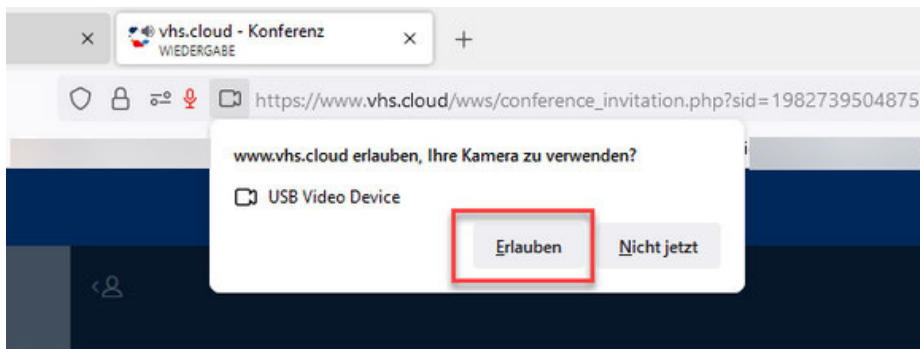 vhs.cloud - Konferenz
WIEDERGABE
https://www.vhs.cloud/wws/conference_invitation.php?sid=1982739504875
www.vhs.cloud erlauben, Ihre Kamera zu verwenden?
USB Video Device
Erlauben Nicht jetzt